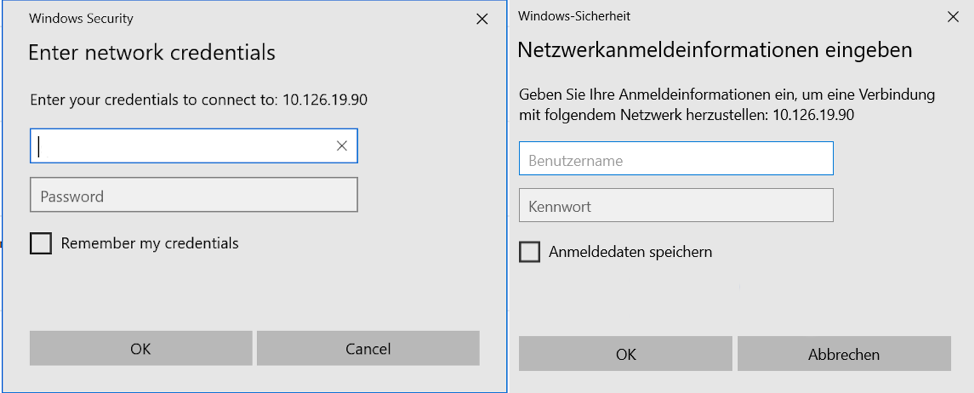 Windows Security
Enter network credentials
Enter your credentials to connect to: 10.126.19.90
Password
Remember my credentials
OK
Cancel
Windows-Sicherheit
Netzwerkanmeldeinformationen eingeben
Geben Sie Ihre Anmeldeinformationen ein, um eine Verbindung
mit folgendem Netzwerk herzustellen: 10.126.19.90
Benutzername
Kennwort
Anmeldedaten speichern
OK
Abbrechen